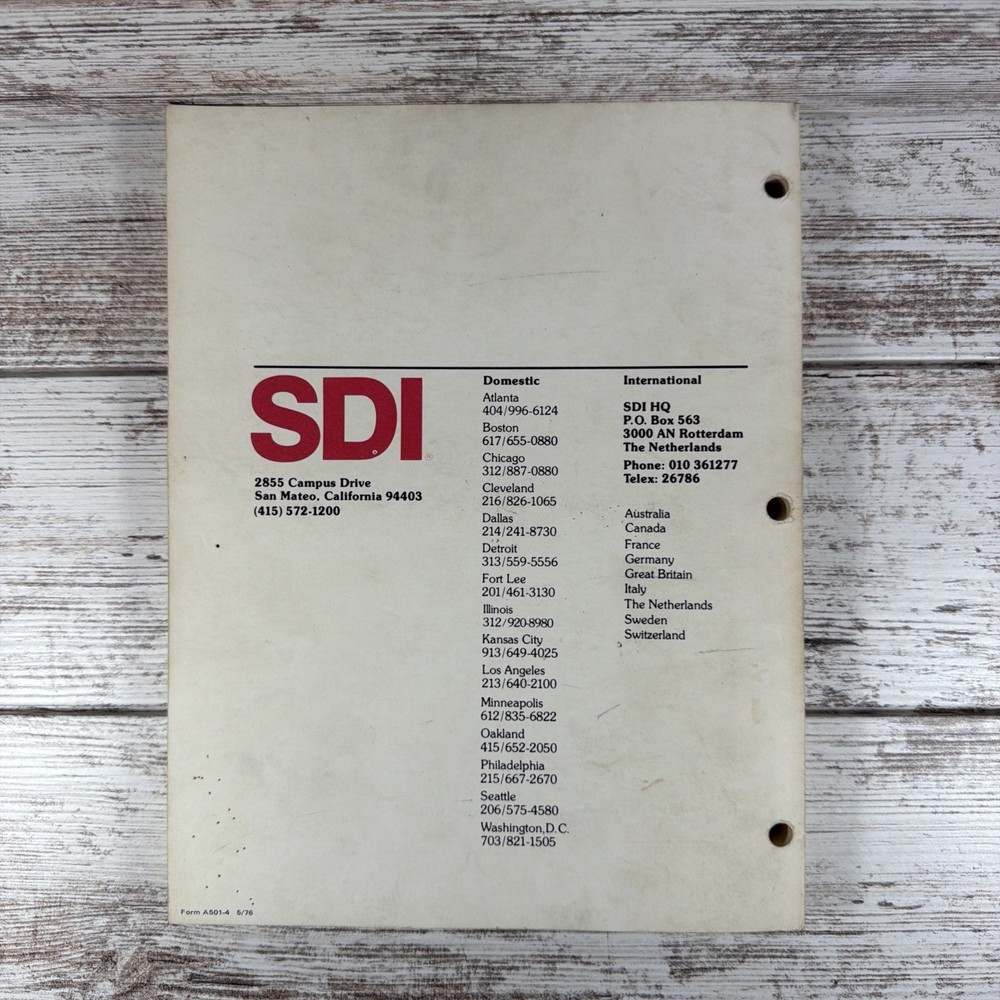 SDI®
2855 Campus Drive
San Mateo, California 94403
(415) 572-1200
Domestic
Atlanta
404/996-6124
Boston
617/655-0880
Chicago
312/887-0880
Cleveland
216/826-1065
Dallas
214/241-8730
Detroit
313/559-5556
Fort Lee
201/461-3130
Illinois
312/920-8980
Kansas City
913/649-4025
Los Angeles
213/640-2100
Minneapolis
612/835-6822
Oakland
415/652-2050
Philadelphia
215/667-2670
Seattle
206/575-4580
Washington, D.C.
703/821-1505
International
SDI HQ
P.O. Box 563
3000 AN Rotterdam
The Netherlands
Phone: 010 361277
Telex: 26786
Australia
Canada
France
Germany
Great Britain
Italy
The Netherlands
Sweden
Switzerland
Form A501-4 5/76